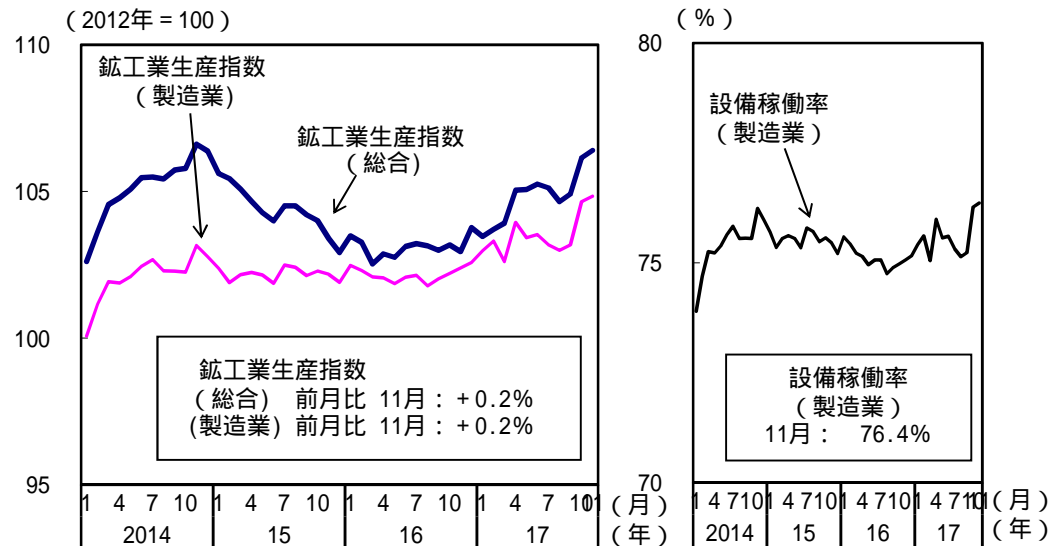 (2012年=100)
110
105
100
95
鉱工業生産指数
(製造業)
鉱工業生産指数
(総合)
鉱工業生産指数
(総合) 前月比 11月:+0.2%
(製造業) 前月比 11月:+0.2%
1 4 7 10 1 4 7 10 1 4 7 10 1 4 7 10 11 (月)
2014 15 16 17 (年)
(%)
80
75
70
設備稼働率
(製造業)
設備稼働率
(製造業)
11月: 76.4%
1 4 7 10 1 4 7 10 1 4 7 10 1 4 7 10 11 (月)
2014 15 16 17 (年)